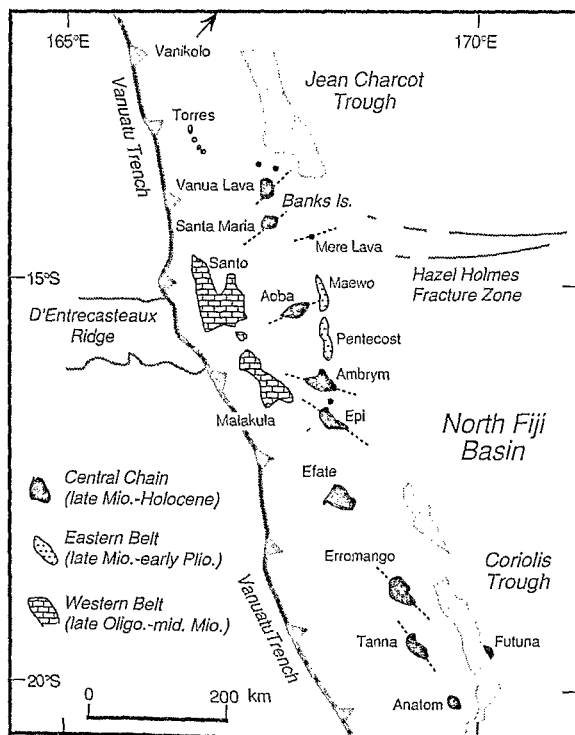 165°E
170°E
Vanikolo
Jean Charcot
Trough
Vanuatu Trench
Torres
Vanua Lava
Banks Is.
Santa Maria
Mere Lava
Santo
15°S
Maewo
Hazel Holmes
Fracture Zone
Aoba
D'Entrecasteaux
Ridge
Pentecost
Ambrym
Malakula
Epi
North Fiji
Basin
Central Chain
(late Mio.-Holocene)
Efate
Eastern Belt
(late Mio.-early Plio.)
Erromango
Coriolis
Trough
Western Belt
(late Oligo.-mid. Mio.)
Vanuatu Trench
Tanna
Futuna
20°S
0
200
km
Anatom